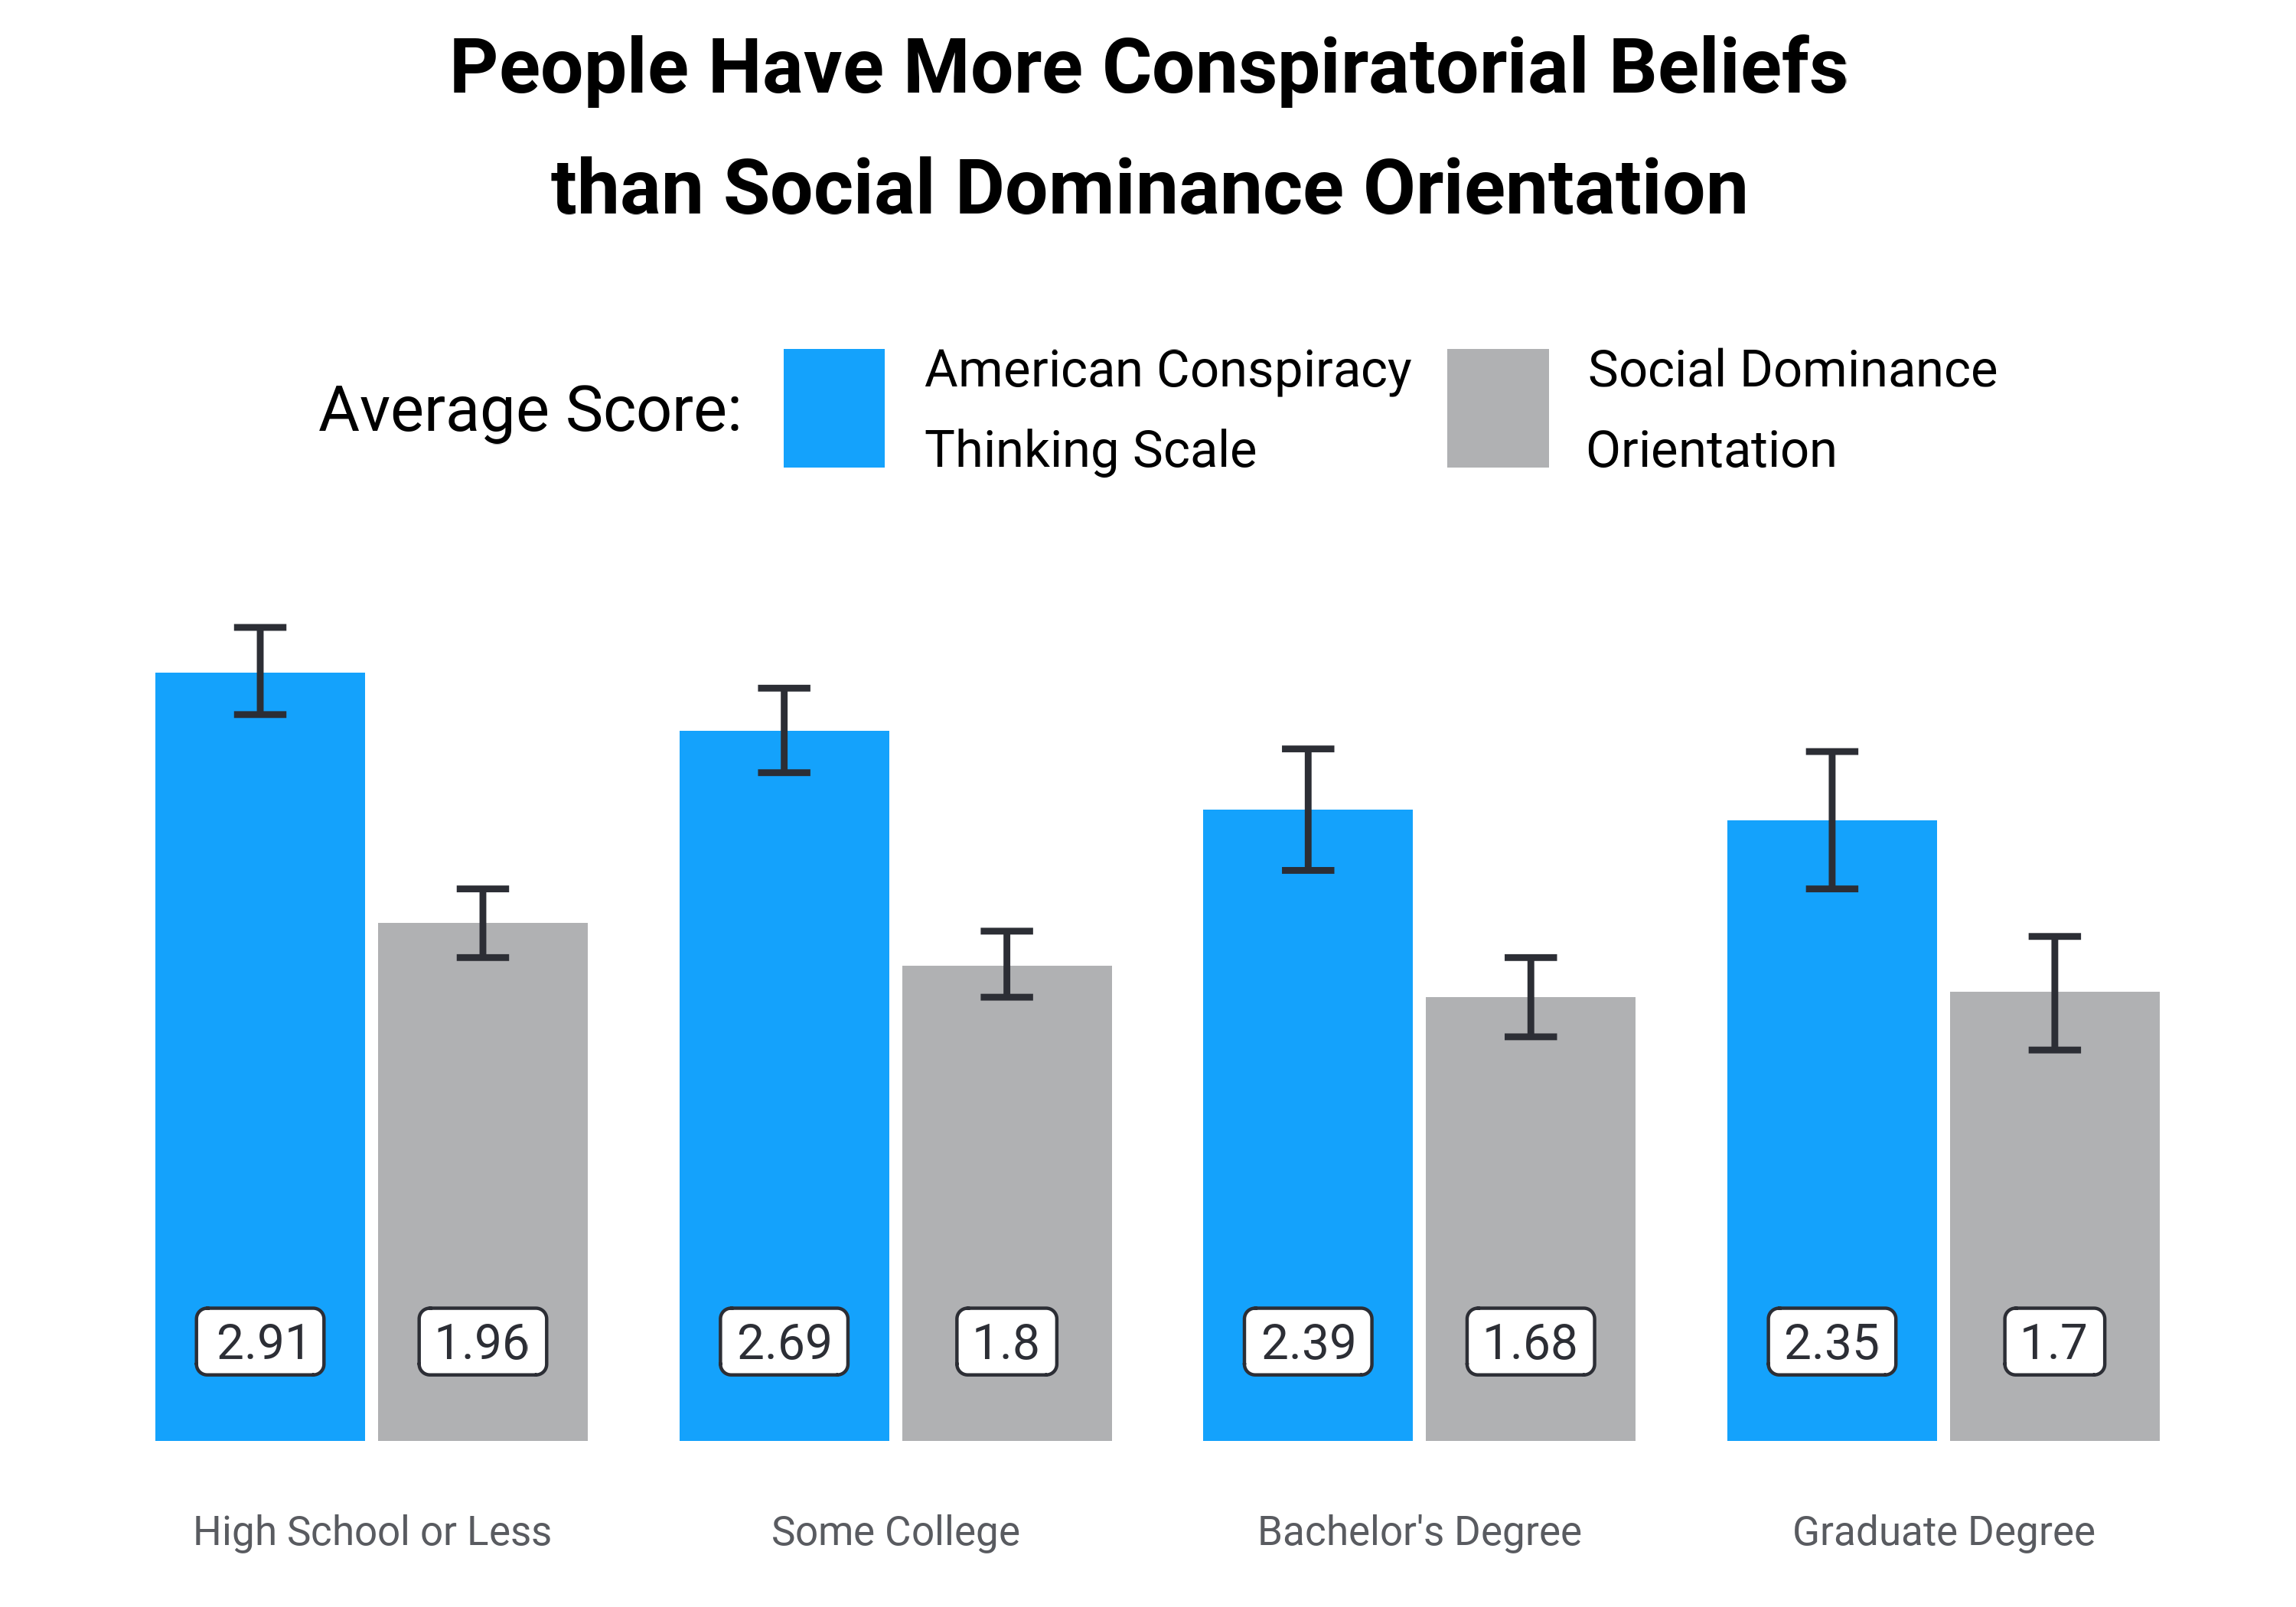 People Have More Conspiratorial Beliefs
than Social Dominance Orientation
Average Score:
American Conspiracy
Thinking Scale
Social Dominance
Orientation
2.91
1.96
2.69
1.8
2.39
1.68
2.35
1.7
High School or Less
Some College
Bachelor's Degree
Graduate Degree